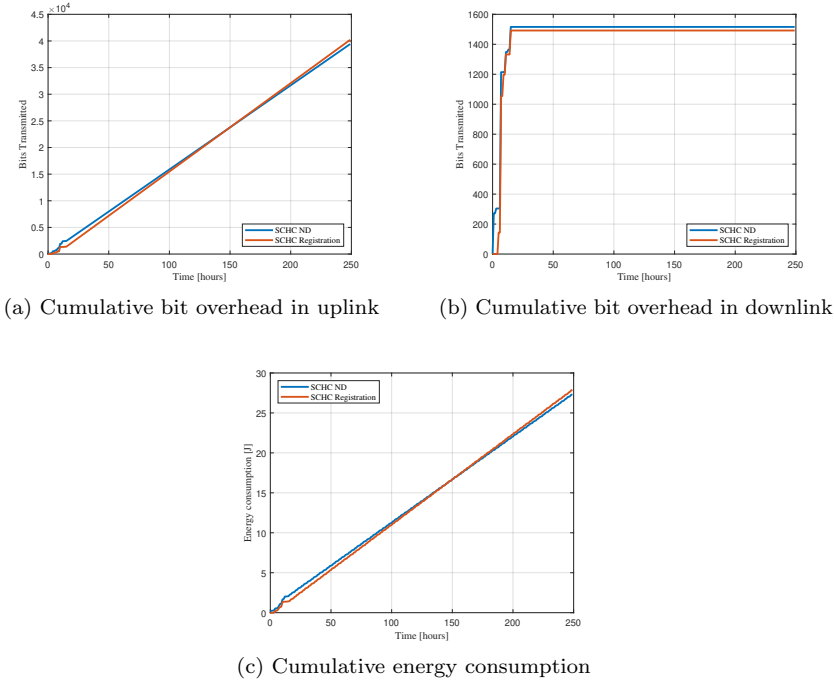 ×10⁴
4.5
4
3.5
3
2.5
2
1.5
1
0.5
0
Bits Transmitted
SCHC ND
SCHC Registration
0 50 100 150 200 250
Time [hours]
(a) Cumulative bit overhead in uplink
1600
1400
1200
1000
800
600
400
200
0
Bits Transmitted
SCHC ND
SCHC Registration
0 50 100 150 200 250
Time [hours]
(b) Cumulative bit overhead in downlink
30
25
20
15
10
5
0
Energy consumption [J]
SCHC ND
SCHC Registration
0 50 100 150 200 250
Time [hours]
(c) Cumulative energy consumption